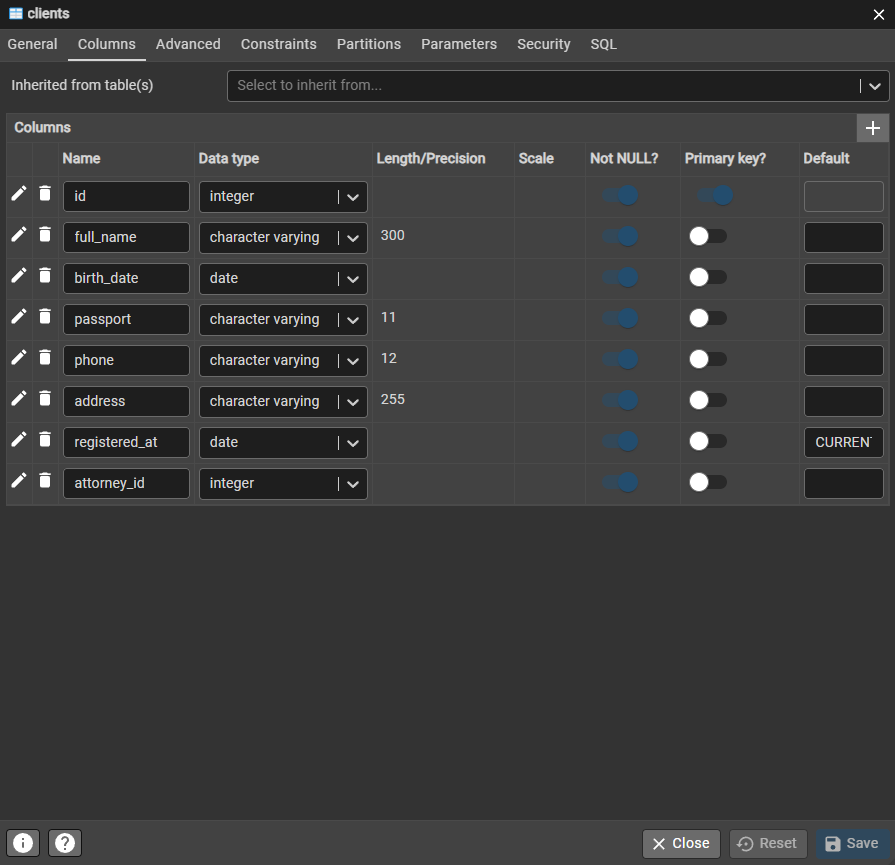 clients
General Columns Advanced Constraints Partitions Parameters Security SQL
Inherited from table(s) Select to inherit from...
Columns
Name Data type Length/Precision Scale Not NULL? Primary key? Default
id integer
full_name character varying 300
birth_date date
passport character varying 11
phone character varying 12
address character varying 255
registered_at date CURREN
attorney_id integer
Close Reset Save